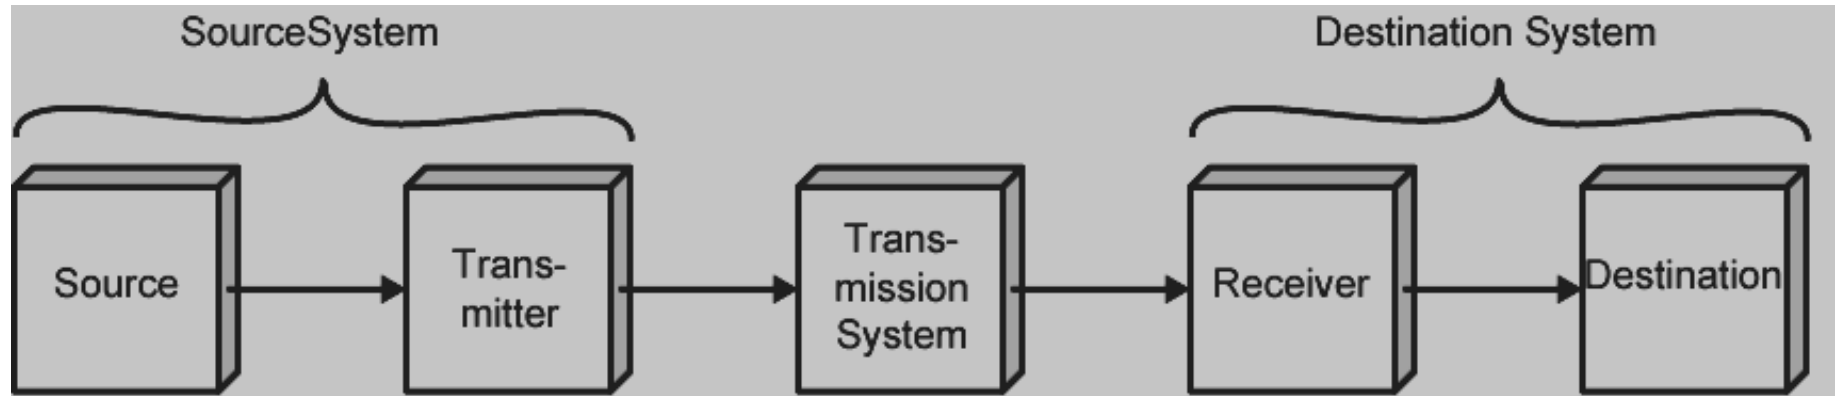 SourceSystem
Destination System
Source
Trans-
mitter
Trans-
mission
System
Receiver
Destination